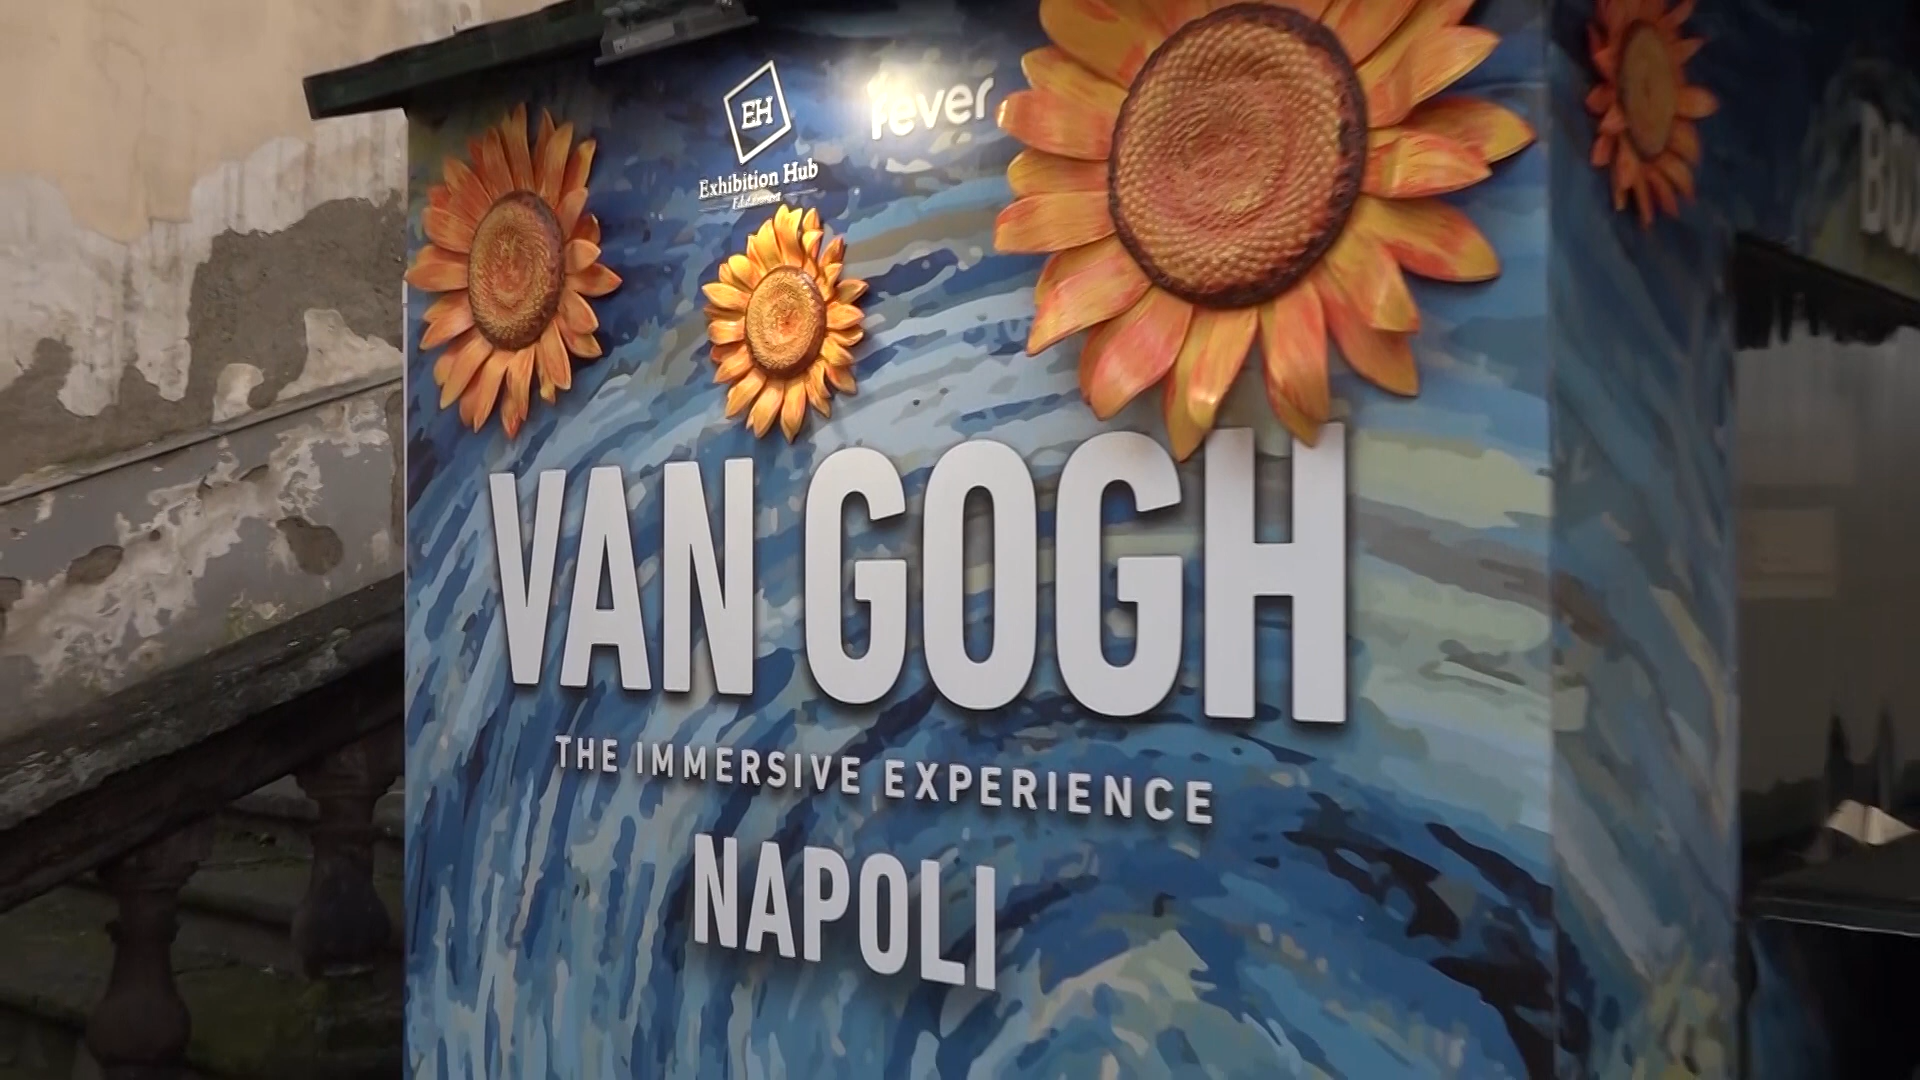 EH
fever
Exhibition Hub
VAN GOGH
THE IMMERSIVE EXPERIENCE
NAPOLI